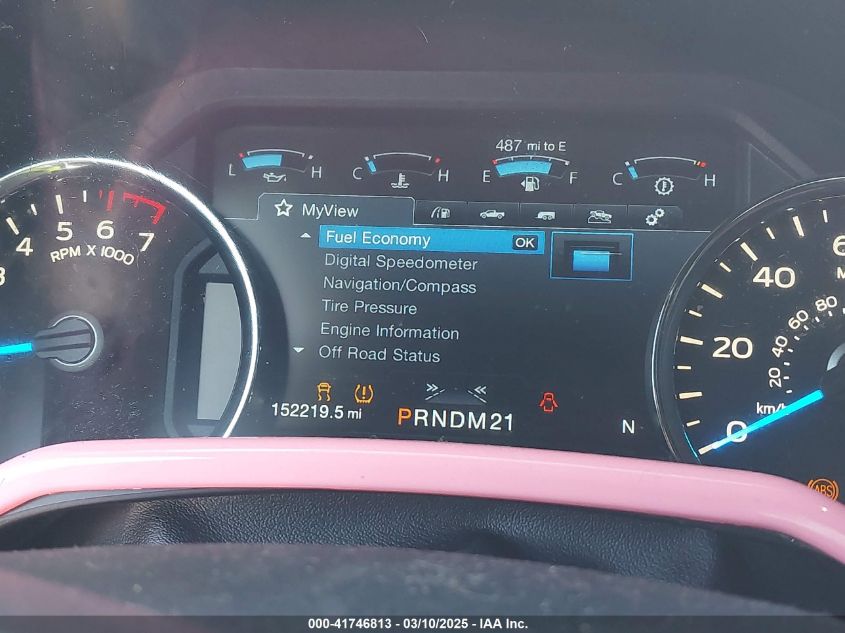 487 mi to E
L H C H E F C H
MyView
Fuel Economy OK
Digital Speedometer
Navigation/Compass
Tire Pressure
Engine Information
Off Road Status
152219.5 mi PRNDM21 N
3 4 5 6 7
RPM X 1000
0 20 40
20 40 60 80
km/h
ABS
000-41746813 — 03/10/2025 - IAA Inc.